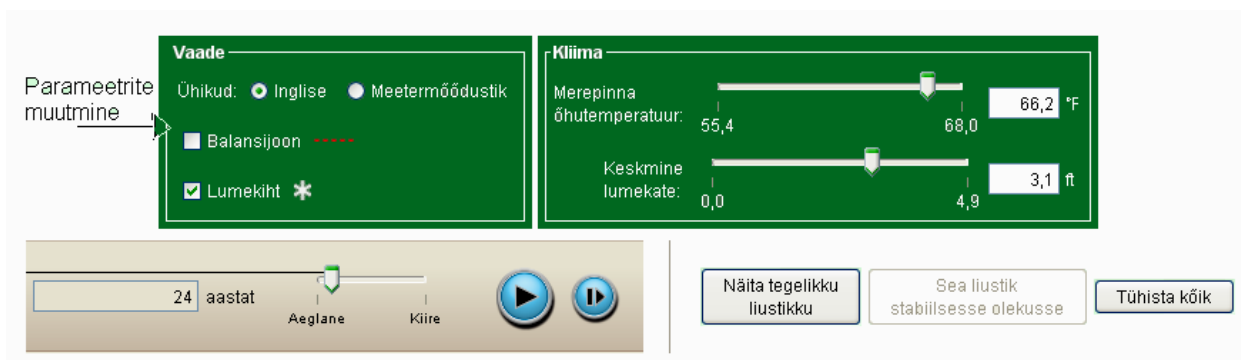 Parameetrite
muutmine
Vaade
Ühikud: Inglise Meetermõõdustik
Balansijoon
Lumekiht
Kliima
Merepinna
õhutemperatuur:
55,4 68,0
66,2 °F
Keskmine
lumekate:
0,0 4,9
3,1 ft
24 aastat
Aeglane Kiire
Näita tegelikku
liustikku
Sea liustik
stabiilsesse olekusse
Tühista kõik